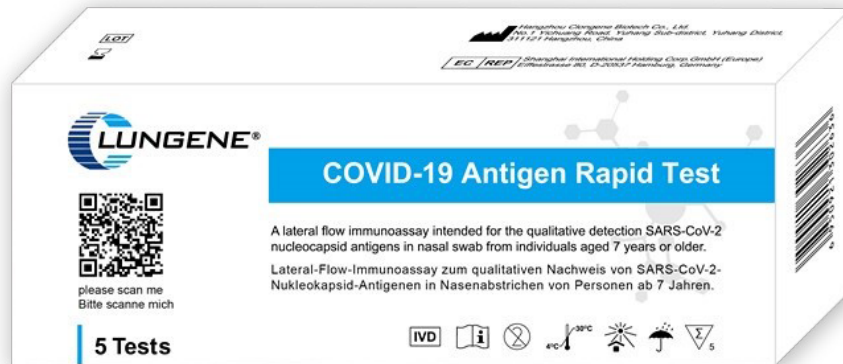 LOT
Hangzhou Clongene Biotech Co., Ltd.
No.1 Yichuang Road, Yuhang Sub-district, Yuhang District,
311121 Hangzhou, China
EC REP
Shanghai International Holding Corp.GmbH (Europe)
Eiffestrasse 80, D-20537 Hamburg, Germany
CLUNGENE®
COVID-19 Antigen Rapid Test
A lateral flow immunoassay intended for the qualitative detection SARS-CoV-2
nucleocapsid antigens in nasal swab from individuals aged 7 years or older.
Lateral-Flow-Immunoassay zum qualitativen Nachweis von SARS-CoV-2-
Nukleokapsid-Antigenen in Nasenabstrichen von Personen ab 7 Jahren.
please scan me
Bitte scanne mich
5 Tests
IVD i 2 4°C 30°C Σ 5